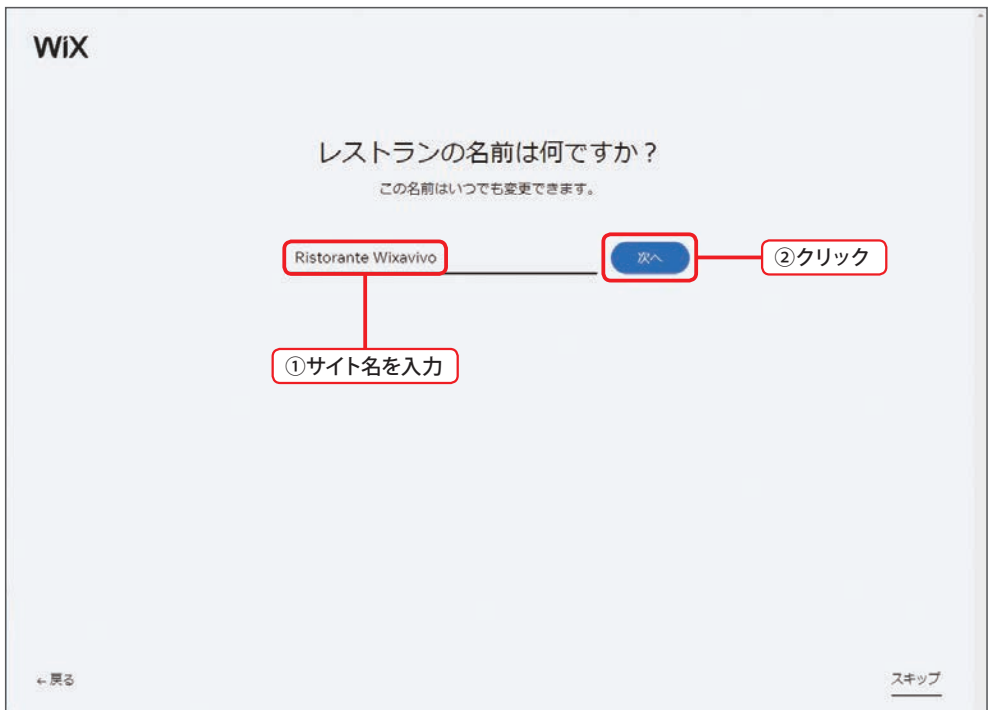 WiX
レストランの名前は何ですか？
この名前はいつでも変更できます。
Ristorante Wixavivo
次へ
②クリック
①サイト名を入力
←戻る
スキップ